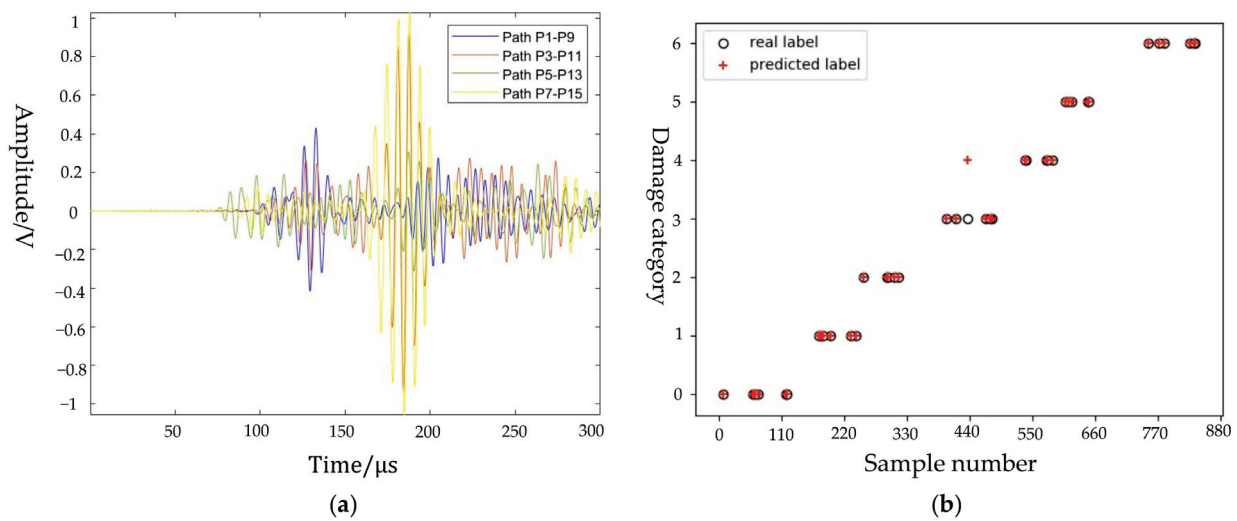 1
0.8
0.6
0.4
0.2
0
−0.2
−0.4
−0.6
−0.8
−1
Amplitude/V
Path P1-P9
Path P3-P11
Path P5-P13
Path P7-P15
50 100 150 200 250 300
Time/μs
(a)
6
5
4
3
2
1
0
Damage category
real label
predicted label
0 110 220 330 440 550 660 770 880
Sample number
(b)